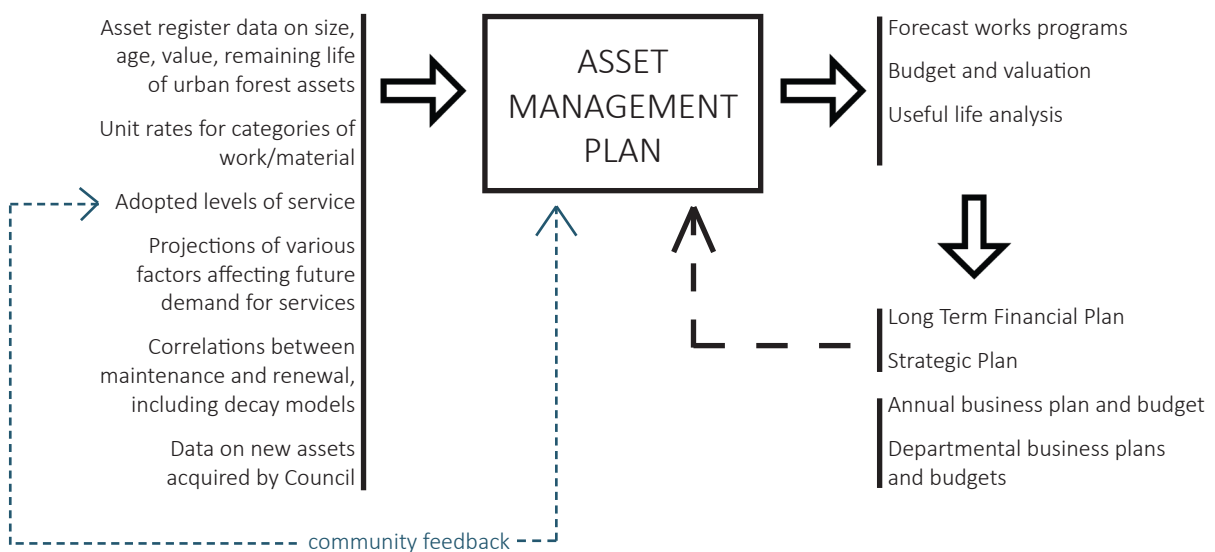 Asset register data on size,
age, value, remaining life
of urban forest assets
Unit rates for categories of
work/material
Adopted levels of service
Projections of various
factors affecting future
demand for services
Correlations between
maintenance and renewal,
including decay models
Data on new assets
acquired by Council
ASSET
MANAGEMENT
PLAN
Forecast works programs
Budget and valuation
Useful life analysis
Long Term Financial Plan
Strategic Plan
Annual business plan and budget
Departmental business plans
and budgets
community feedback